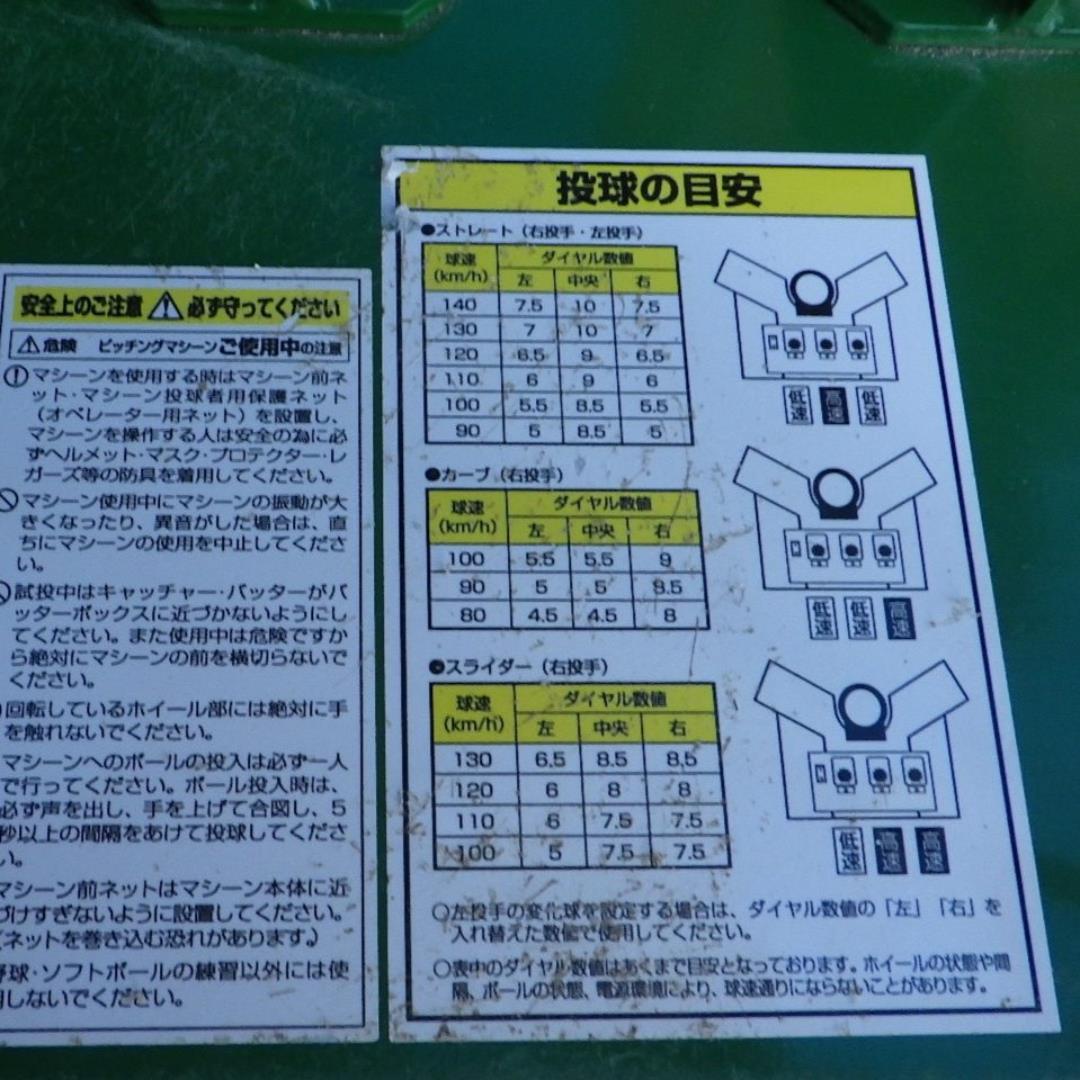 安全上のご注意 ⚠ 必ず守ってください
⚠危険 ピッチングマシーンご使用中の注意
マシーンを使用する時はマシーン前ネ
ット・マシーン投球者用保護ネット
（オペレーター用ネット）を設置し、
マシーンを操作する人は安全の為に必
ずヘルメット・マスク・プロテクター・レ
ガーズ等の防具を着用してください。
マシーン使用中にマシーンの振動が大
きくなったり、異音がした場合は、直
ちにマシーンの使用を中止してくださ
い。
試投中はキャッチャー・バッターがバ
ッターボックスに近づかないようにし
てください。また使用中は危険ですか
ら絶対にマシーンの前を横切らないで
ください。
回転しているホイール部には絶対に手
を触れないでください。
マシーンへのボールの投入は必ず一人
で行ってください。ボール投入時は、
必ず声を出し、手を上げて合図し、5
秒以上の間隔をあけて投球してくださ
い。
マシーン前ネットはマシーン本体に近
づけすぎないように設置してください。
（ネットを巻き込む恐れがあります。）
野球・ソフトボールの練習以外には使
用しないでください。
投球の目安
●ストレート（右投手・左投手）
球速 ダイヤル数値
(km/h) 左 中央 右
140 7.5 10 7.5
130 7 10 7
120 6.5 9 6.5
110 6 9 6
100 5.5 8.5 5.5
90 5 8.5 5
低速 高速 低速
●カーブ（右投手）
球速 ダイヤル数値
(km/h) 左 中央 右
100 5.5 5.5 9
90 5 5 8.5
80 4.5 4.5 8
低速 低速 高速
●スライダー（右投手）
球速 ダイヤル数値
(km/h) 左 中央 右
130 6.5 8.5 8.5
120 6 8 8
110 6 7.5 7.5
100 5 7.5 7.5
低速 高速 高速
○左投手の変化球を設定する場合は、ダイヤル数値の「左」「右」を
入れ替えた数値で使用してください。
○表中のダイヤル数値はあくまで目安となっております。ホイールの状態や間
隔、ボールの状態、電源環境により、球速通りにならないことがあります。